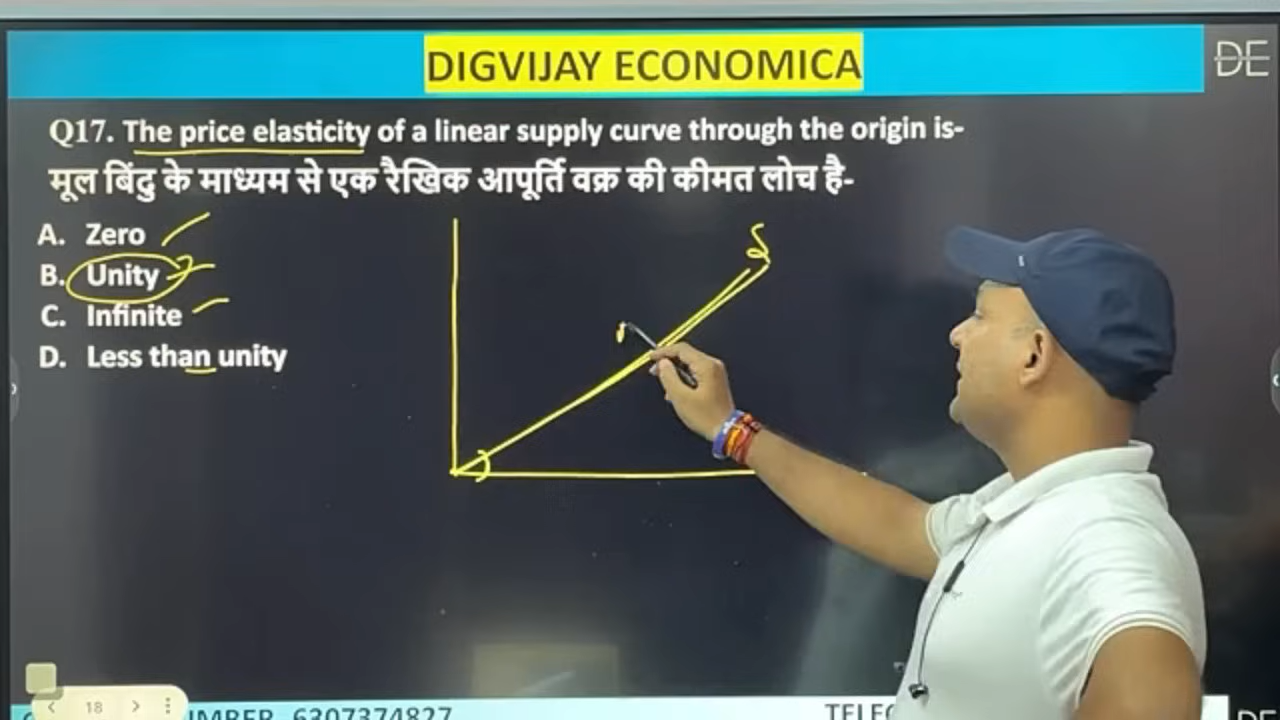 DIGVIJAY ECONOMICA
DE
Q17. The price elasticity of a linear supply curve through the origin is-
मूल बिंदु के माध्यम से एक रैखिक आपूर्ति वक्र की कीमत लोच है-
A. Zero
B. Unity
C. Infinite
D. Less than unity
S
18
6307374827